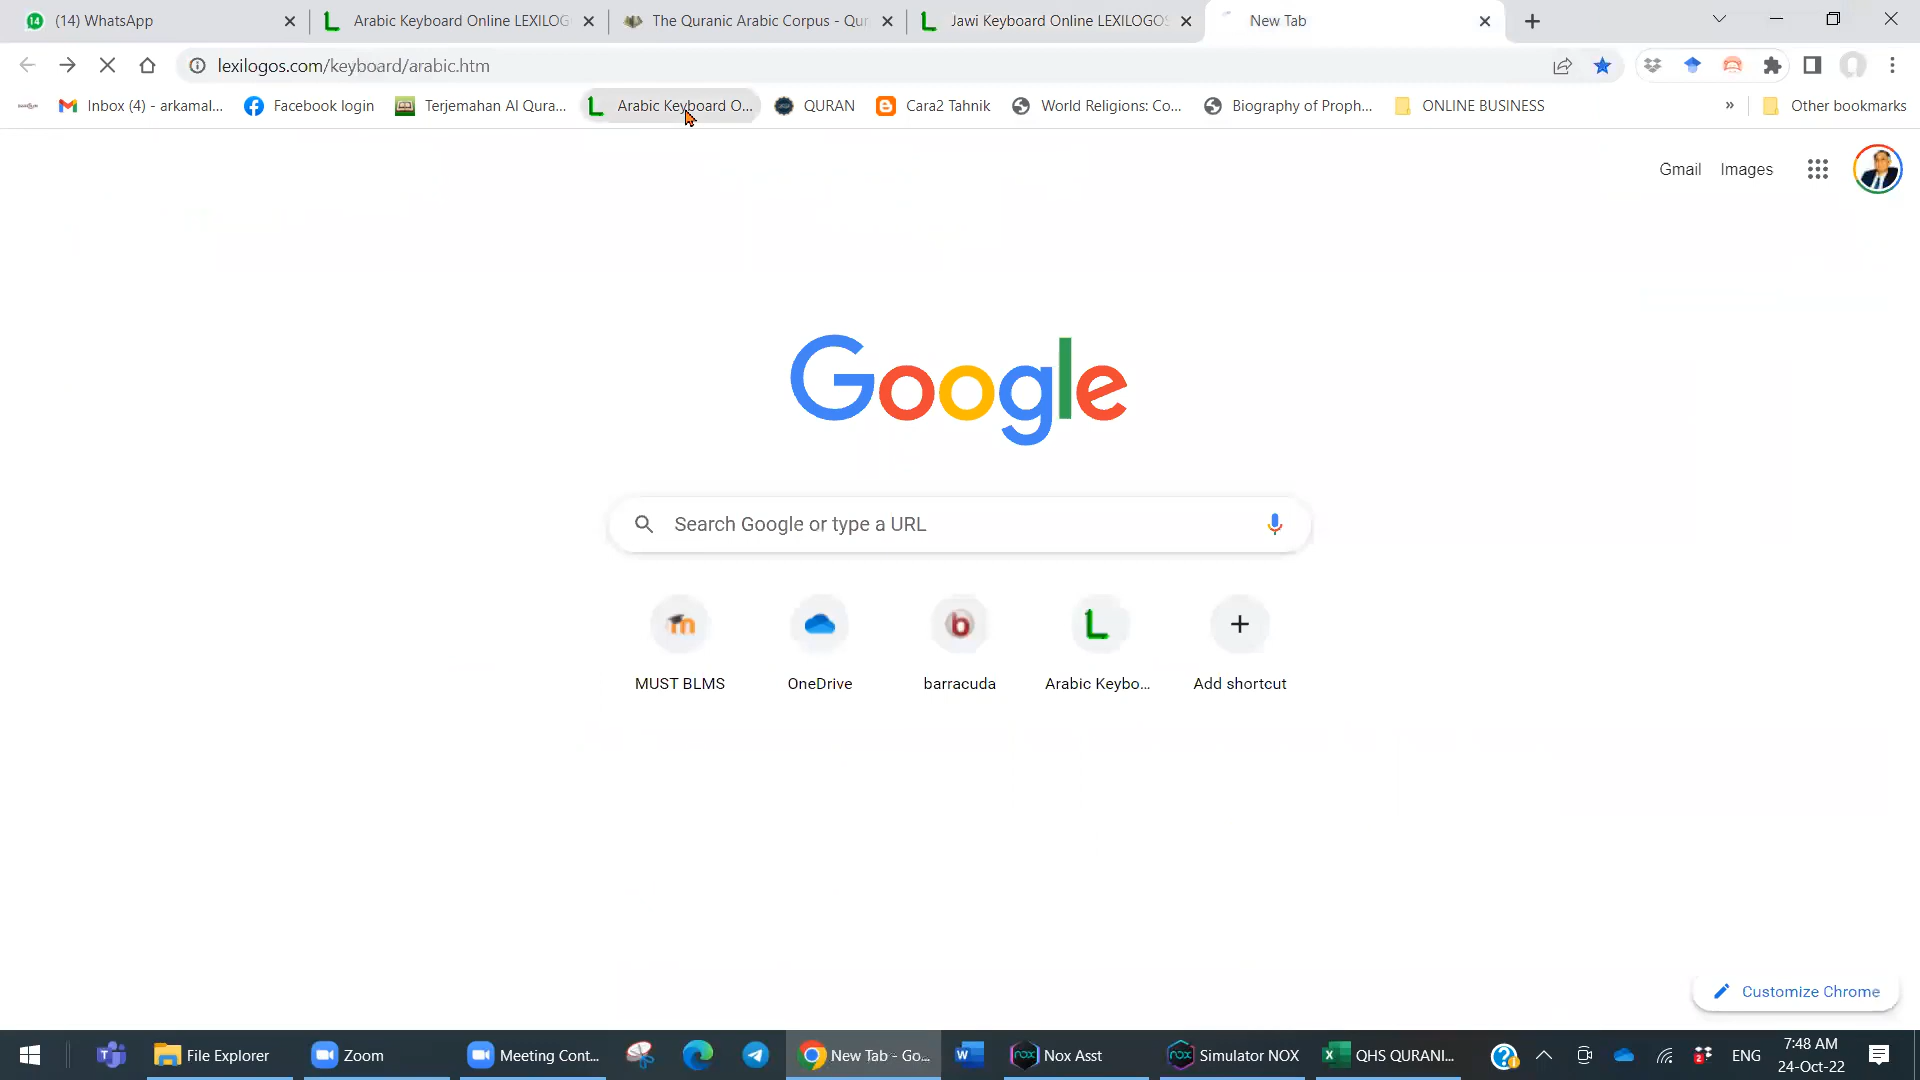 14 (14) WhatsApp Arabic Keyboard Online LEXILOG The Quranic Arabic Corpus - Qur Jawi Keyboard Online LEXILOGOS New Tab
lexilogos.com/keyboard/arabic.htm
Inbox (4) - arkamal... Facebook login Terjemahan Al Qura... Arabic Keyboard O... QURAN Cara2 Tahnik World Religions: Co... Biography of Proph... ONLINE BUSINESS » Other bookmarks
Gmail Images
Google
Search Google or type a URL
MUST BLMS OneDrive barracuda Arabic Keybo... Add shortcut
Customize Chrome
File Explorer Zoom Meeting Cont... New Tab - Go... Nox Asst Simulator NOX QHS QURANI... ENG 7:48 AM
24-Oct-22